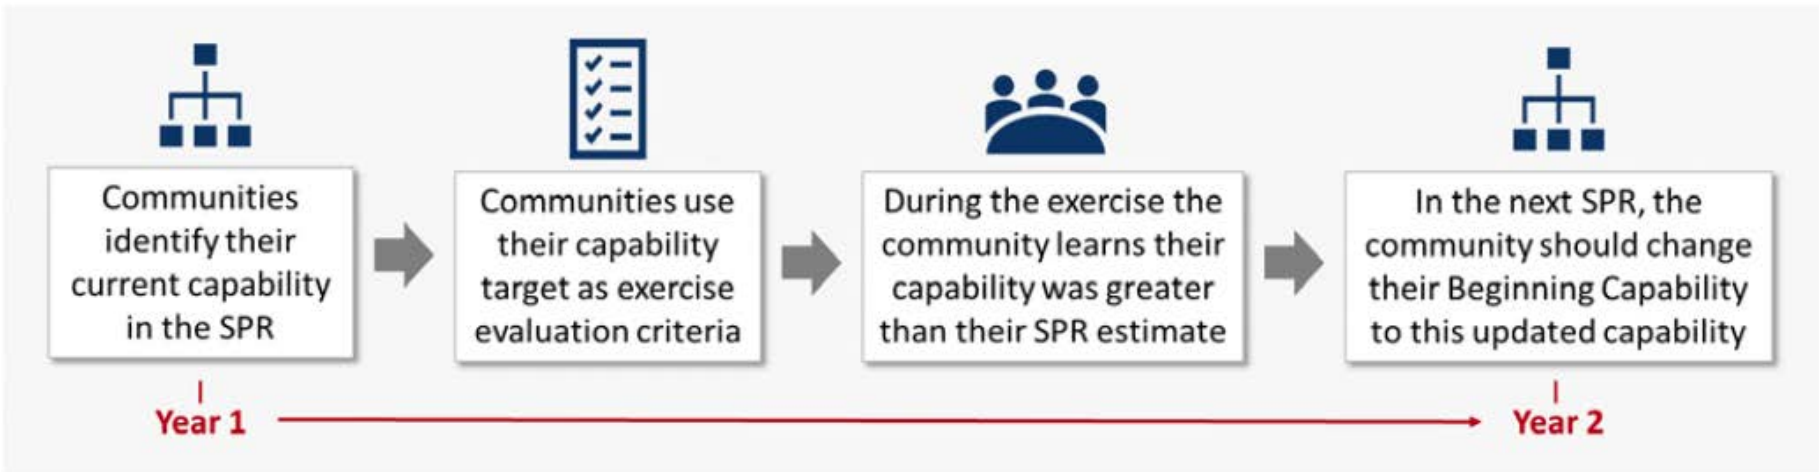 Communities
identify their
current capability
in the SPR
Communities use
their capability
target as exercise
evaluation criteria
During the exercise the
community learns their
capability was greater
than their SPR estimate
In the next SPR, the
community should change
their Beginning Capability
to this updated capability
Year 1
Year 2